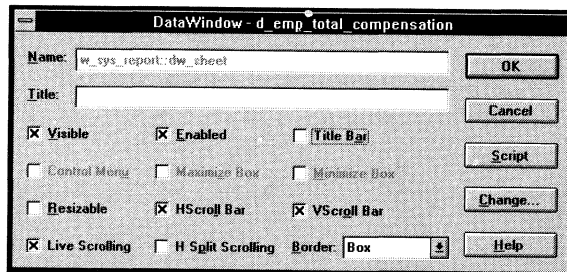 DataWindow - d_emp_total_compensation
Name: w_sys_report::dw_sheet
OK
Title:
Cancel
Visible Enabled Title Bar
Script
Control Menu Maximize Box Minimize Box
Change...
Resizable HScroll Bar VScroll Bar
Live Scrolling H Split Scrolling Border: Box
Help